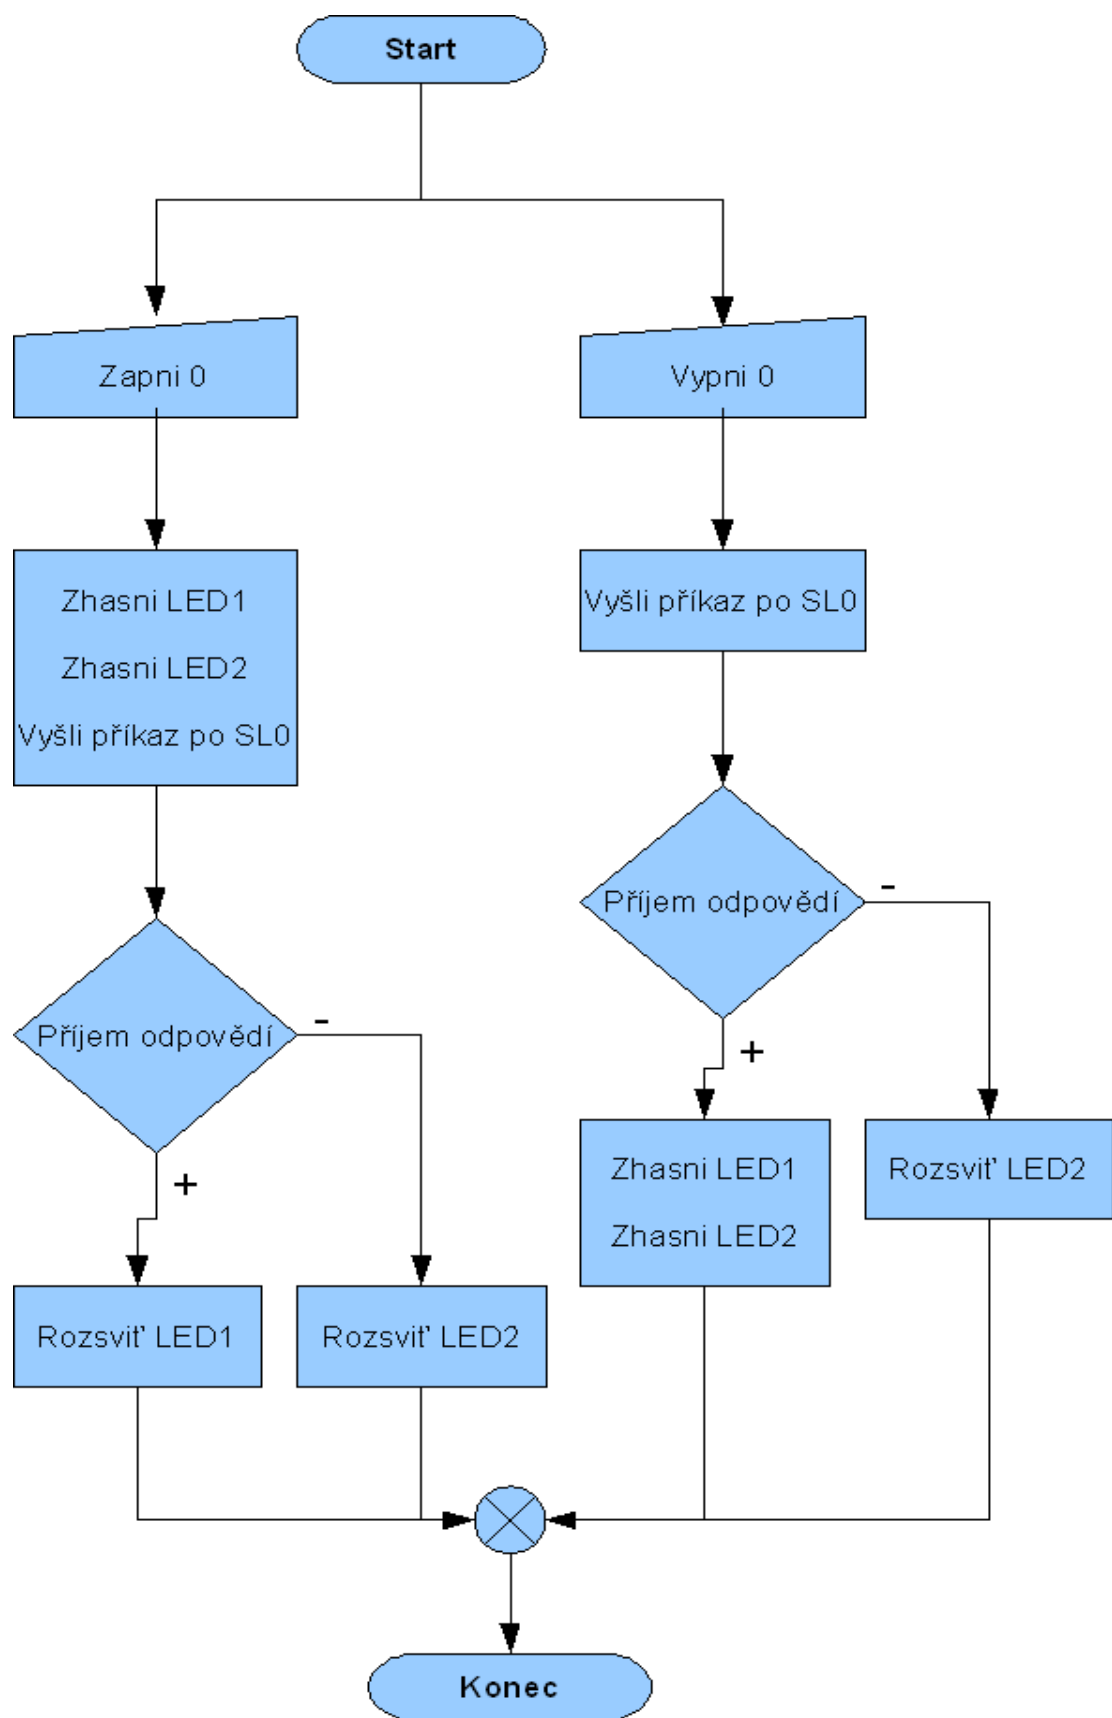 Start
Zapni 0
Vypni 0
Zhasni LED1
Zhasni LED2
Vyšli příkaz po SL0
Vyšli příkaz po SL0
Příjem odpovědí
-
+
Příjem odpovědí
-
+
Zhasni LED1
Zhasni LED2
Rozsviť LED2
Rozsviť LED1
Rozsviť LED2
Konec